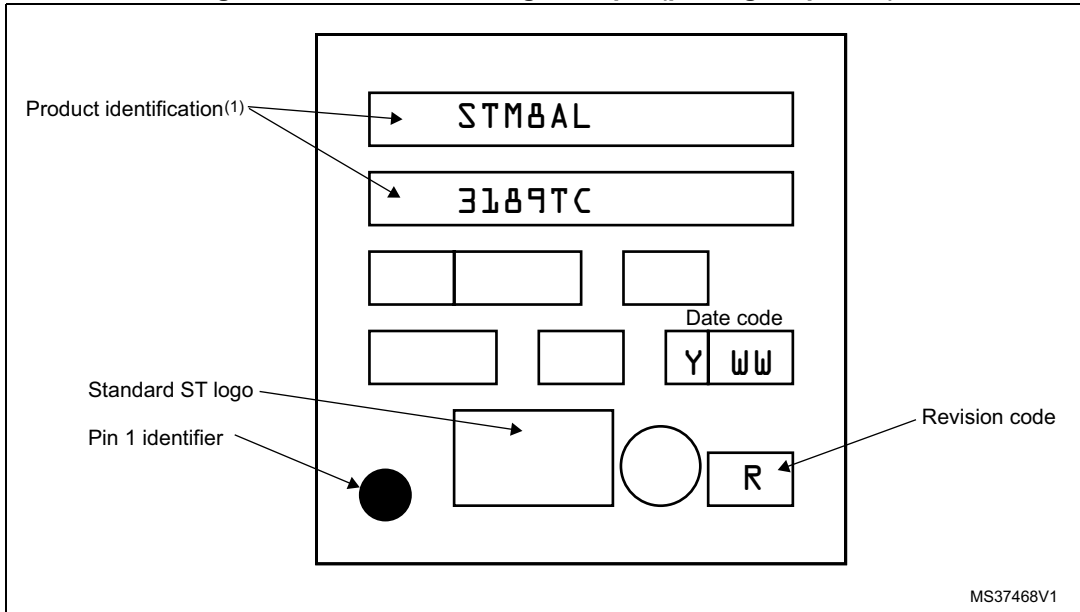 Product identification(1)
STM8AL
3189TC
Date code
Y WW
Standard ST logo
Pin 1 identifier
Revision code
R
MS37468V1